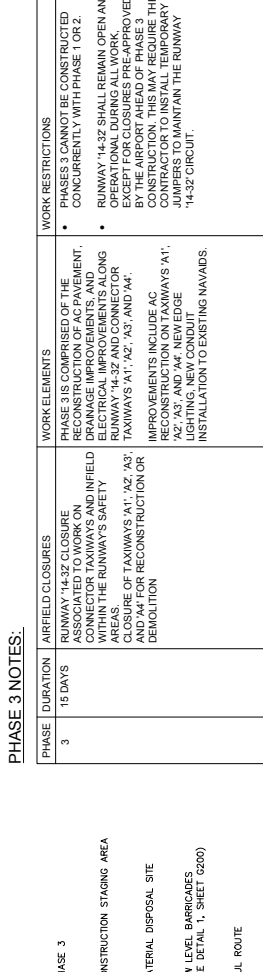 PHASE 3 NOTES:
PHASE
DURATION
AIRFIELD CLOSURES
WORK ELEMENTS
WORK RESTRICTIONS
3
15 DAYS
RUNWAY '14-32' CLOSURE
ASSOCIATED TO WORK ON
CONNECTOR TAXIWAYS AND INFIELD
WITHIN THE RUNWAY'S SAFETY
AREAS.
CLOSURE OF TAXIWAYS 'A1', 'A2', 'A3',
AND 'A4' FOR RECONSTRUCTION OR
DEMOLITION
PHASE 3 IS COMPRISED OF THE
RECONSTRUCTION OF AC PAVEMENT,
DRAINAGE IMPROVEMENTS, AND
ELECTRICAL IMPROVEMENTS ALONG
RUNWAY '14-32' AND CONNECTOR
TAXIWAYS 'A1', 'A2', 'A3', AND 'A4'.
IMPROVEMENTS INCLUDE AC
RECONSTRUCTION ON TAXIWAYS 'A1',
'A2', 'A3', AND 'A4', NEW EDGE
LIGHTING, NEW CONDUIT
INSTALLATION TO EXISTING NAVAIDS.
• PHASES 3 CANNOT BE CONSTRUCTED
CONCURRENTLY WITH PHASE 1 OR 2.
• RUNWAY '14-32' SHALL REMAIN OPEN AN
OPERATIONAL DURING ALL WORK,
EXCEPT FOR CLOSURES PRE-APPROVED
BY THE AIRPORT AHEAD OF PHASE 3
CONSTRUCTION. THIS MAY REQUIRE THE
CONTRACTOR TO INSTALL TEMPORARY
JUMPERS TO MAINTAIN THE RUNWAY
'14-32' CIRCUIT.
ASE 3
NSTRUCTION STAGING AREA
TERIAL DISPOSAL SITE
W LEVEL BARRICADES
E DETAIL 1, SHEET G200)
UL ROUTE